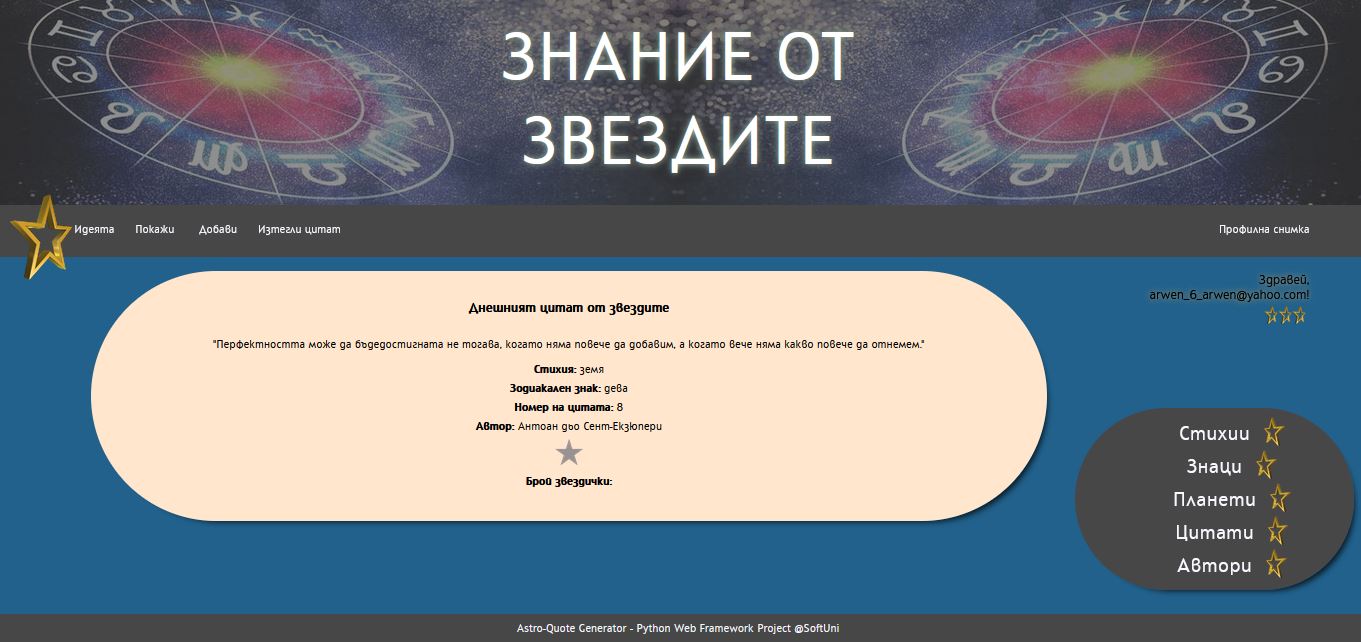 ЗНАНИЕ ОТ
ЗВЕЗДИТЕ
Идеята Покажи Добави Изтегли цитат Профилна снимка
Здравей,
arwen_6_arwen@yahoo.com!
Днешният цитат от звездите
"Перфектността може да бъдедостигната не тогава, когато няма повече да добавим, а когато вече няма какво повече да отнемем."
Стихия: земя
Зодиакален знак: дева
Номер на цитата: 8
Автор: Антоан дьо Сент-Екзюпери
Брой звездички:
Стихии
Знаци
Планети
Цитати
Автори
Astro-Quote Generator - Python Web Framework Project @SoftUni